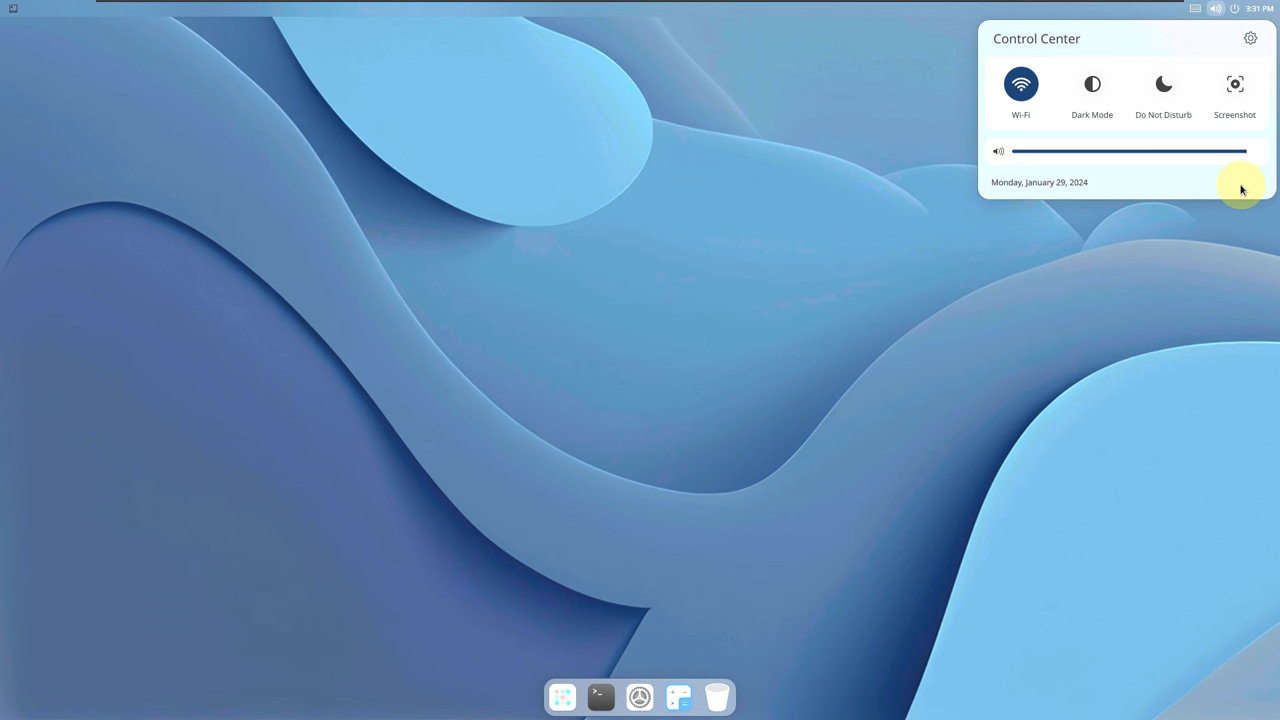 3:31 PM
Control Center
Wi-Fi Dark Mode Do Not Disturb Screenshot
Monday, January 29, 2024